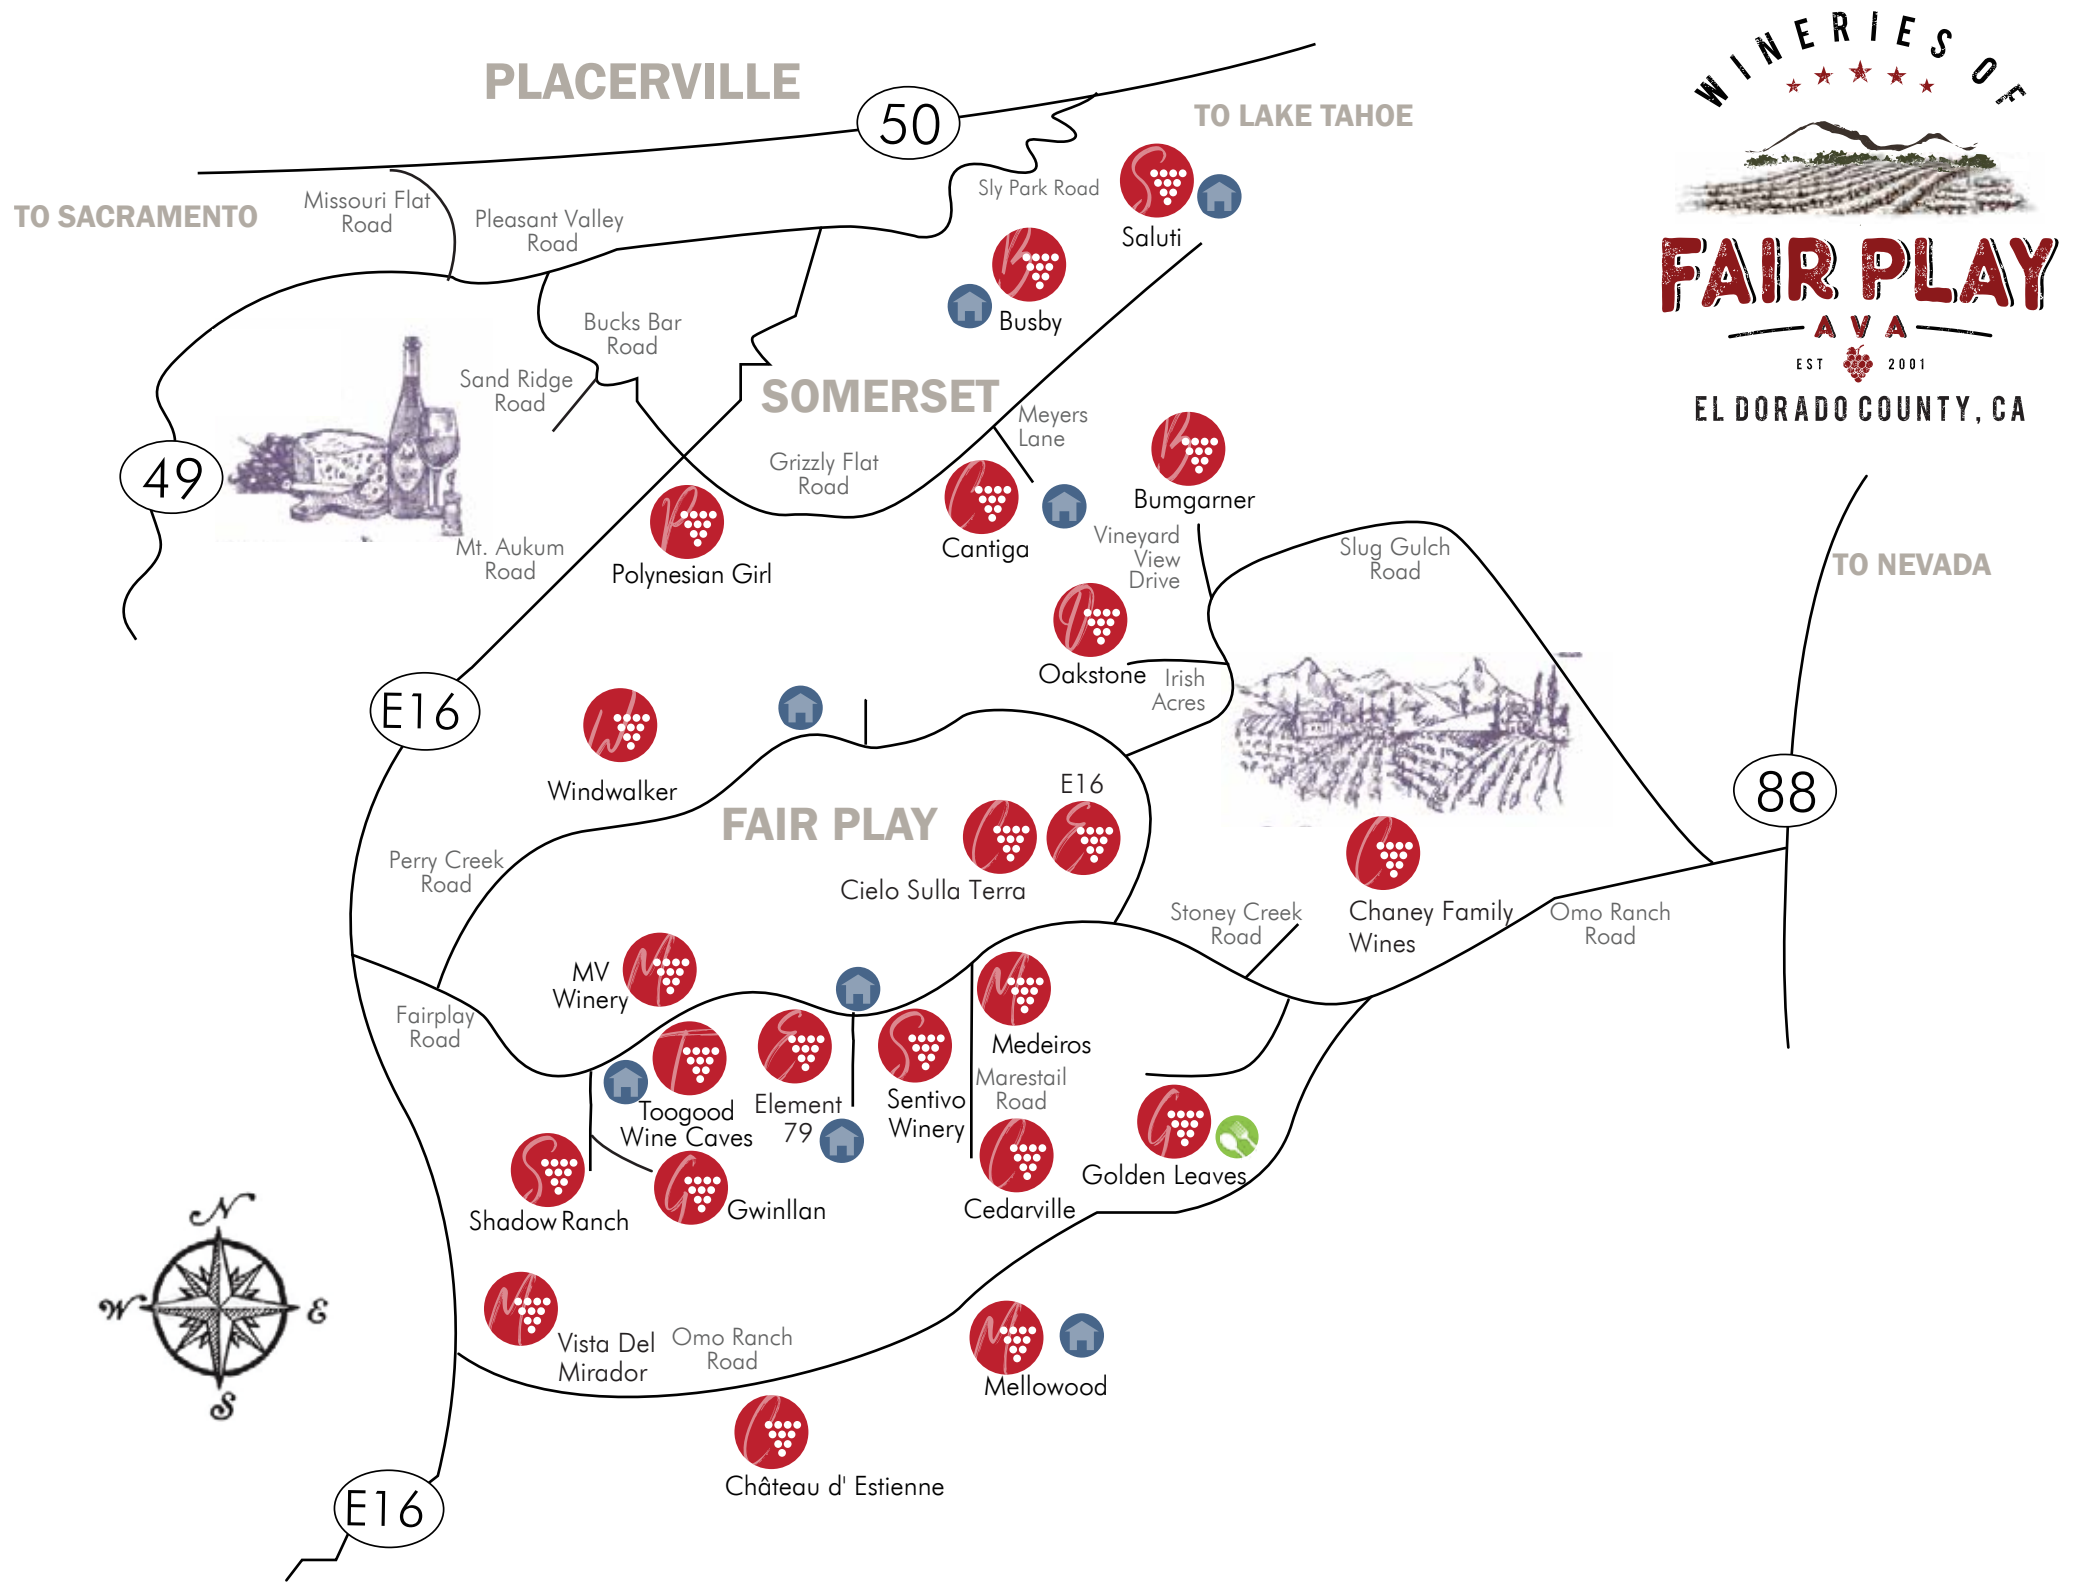 WINERIES OF
FAIR PLAY
AVA
EST 2001
EL DORADO COUNTY, CA
PLACERVILLE
50
TO LAKE TAHOE
Sly Park Road
Saluti
TO SACRAMENTO
Missouri Flat
Road
Pleasant Valley
Road
Busby
Bucks Bar
Road
Sand Ridge
Road
SOMERSET
Meyers
Lane
Grizzly Flat
Road
49
Bumgarner
Cantiga
Vineyard
View
Drive
Slug Gulch
Road
TO NEVADA
Mt. Aukum
Road
Polynesian Girl
Oakstone
Irish
Acres
E16
Windwalker
E16
FAIR PLAY
88
Cielo Sulla Terra
Perry Creek
Road
Stoney Creek
Road
Chaney Family
Wines
Omo Ranch
Road
MV
Winery
Fairplay
Road
Medeiros
Marestail
Road
Toogood
Wine Caves
Element
79
Sentivo
Winery
Golden Leaves
Shadow Ranch
Gwinllan
Cedarville
N
W
E
S
Vista Del
Mirador
Omo Ranch
Road
Mellowood
Château d' Estienne
E16